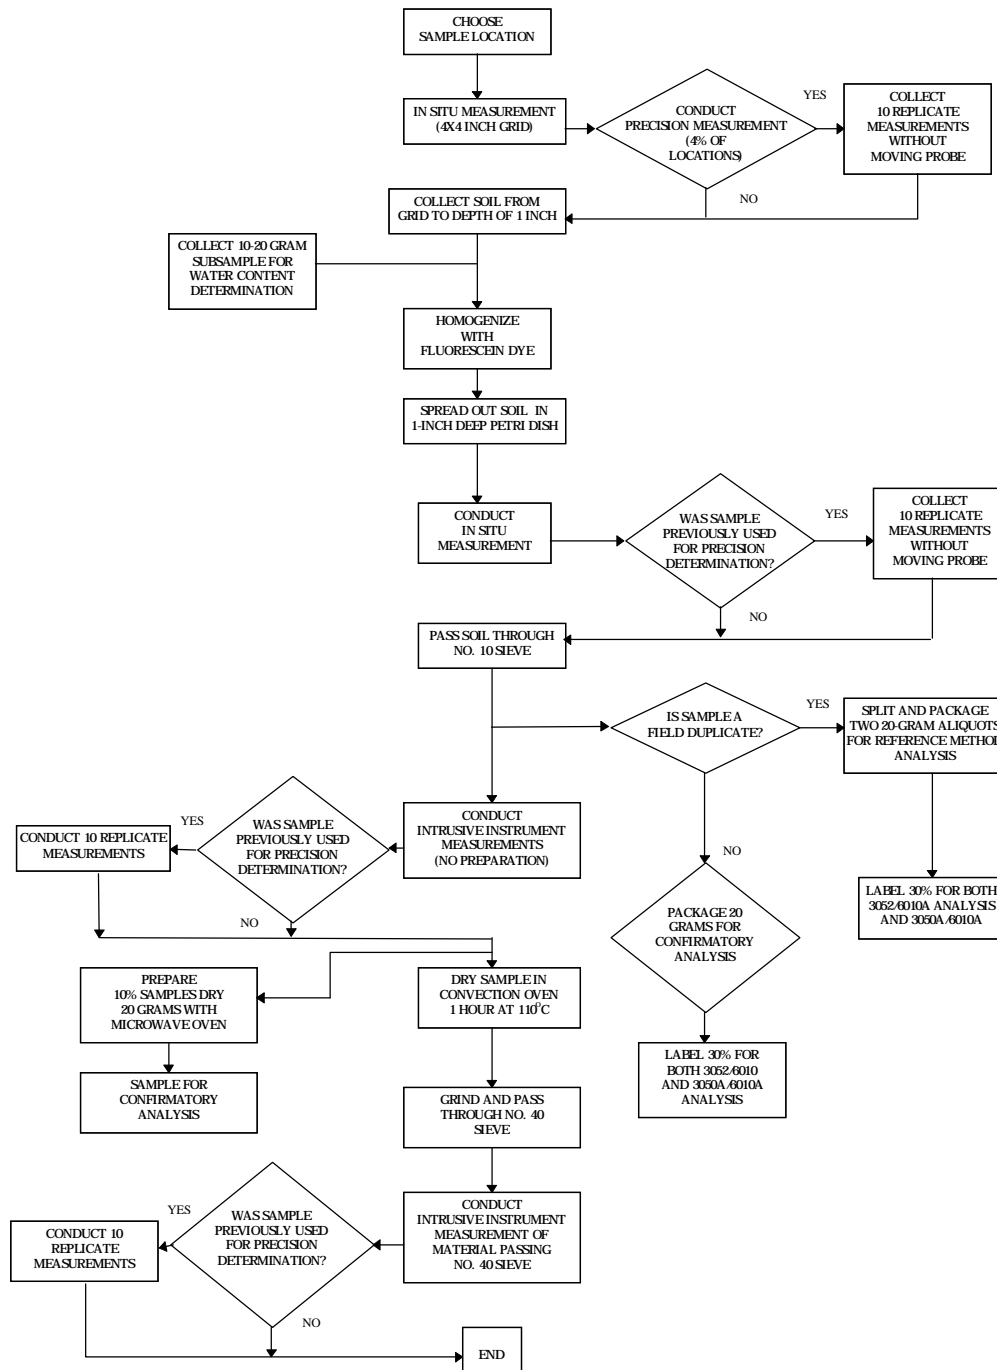 CHOOSE
SAMPLE LOCATION
IN SITU MEASUREMENT
(4X4 INCH GRID)
CONDUCT
PRECISION MEASUREMENT
(4% OF
LOCATIONS)
YES
COLLECT
10 REPLICATE
MEASUREMENTS
WITHOUT
MOVING PROBE
NO
COLLECT SOIL FROM
GRID TO DEPTH OF 1 INCH
COLLECT 10-20 GRAM
SUBSAMPLE FOR
WATER CONTENT
DETERMINATION
HOMOGENIZE
WITH
FLUORESCEIN DYE
SPREAD OUT SOIL IN
1-INCH DEEP PETRI DISH
CONDUCT
IN SITU
MEASUREMENT
WAS SAMPLE
PREVIOUSLY USED
FOR PRECISION
DETERMINATION?
YES
COLLECT
10 REPLICATE
MEASUREMENTS
WITHOUT
MOVING PROBE
NO
PASS SOIL THROUGH
NO. 10 SIEVE
IS SAMPLE A
FIELD DUPLICATE?
YES
SPLIT AND PACKAGE
TWO 20-GRAM ALIQUOTS
FOR REFERENCE METHOD
ANALYSIS
CONDUCT
INTRUSIVE INSTRUMENT
MEASUREMENTS
(NO PREPARATION)
WAS SAMPLE
PREVIOUSLY USED
FOR PRECISION
DETERMINATION?
YES
CONDUCT 10 REPLICATE
MEASUREMENTS
NO
NO
PACKAGE 20
GRAMS FOR
CONFIRMATORY
ANALYSIS
LABEL 30% FOR BOTH
3052/6010A ANALYSIS
AND 3050A/6010A
PREPARE
10% SAMPLES DRY
20 GRAMS WITH
MICROWAVE OVEN
DRY SAMPLE IN
CONVECTION OVEN
1 HOUR AT 110°C
SAMPLE FOR
CONFIRMATORY
ANALYSIS
LABEL 30% FOR
BOTH 3052/6010
AND 3050A/6010A
ANALYSIS
GRIND AND PASS
THROUGH NO. 40
SIEVE
CONDUCT
INTRUSIVE INSTRUMENT
MEASUREMENT OF
MATERIAL PASSING
NO. 40 SIEVE
WAS SAMPLE
PREVIOUSLY USED
FOR PRECISION
DETERMINATION?
YES
CONDUCT 10
REPLICATE
MEASUREMENTS
NO
END